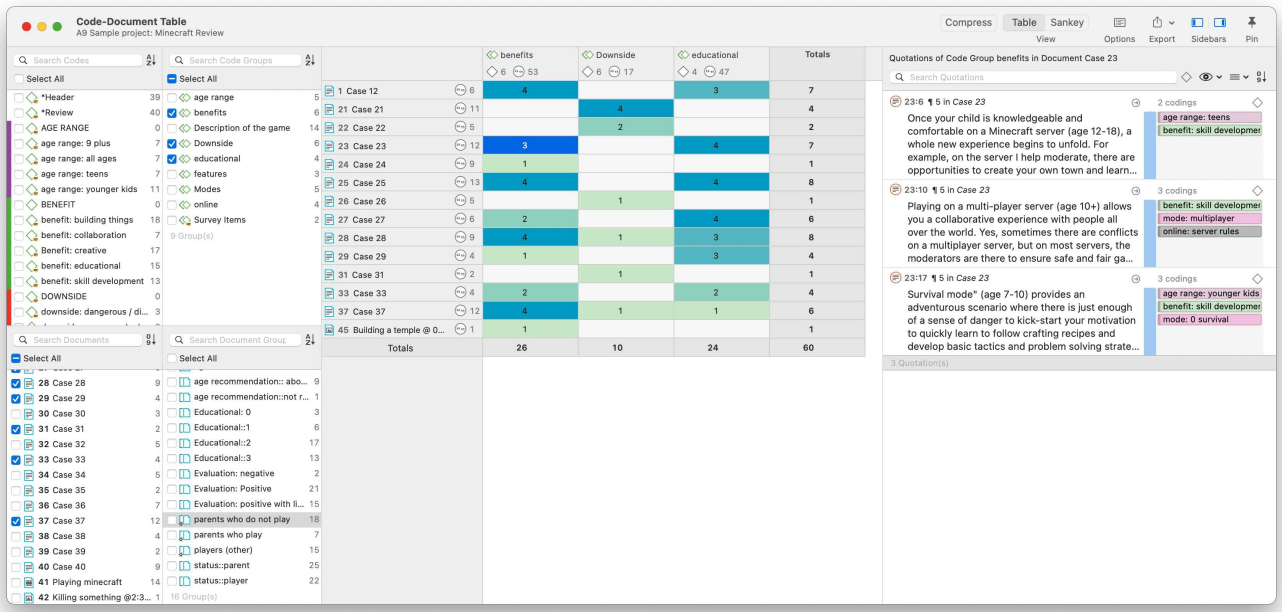 Code-Document Table
A9 Sample project: Minecraft Review
Compress Table Sankey
View Options Export Sidebars Pin
Search Codes
Select All
*Header 39
*Review 40
AGE RANGE 0
age range: 9 plus 7
age range: all ages 7
age range: teens 7
age range: younger kids 11
BENEFIT 0
benefit: building things 18
benefit: collaboration 7
Benefit: creative 17
benefit: educational 15
benefit: skill development 13
DOWNSIDE 0
downside: dangerous / di... 3
Search Code Groups
Select All
age range 5
benefits 6
Description of the game 14
Downside 6
educational 4
features 3
Modes 5
online 4
Survey Items 2
9 Group(s)
Search Documents
Select All
28 Case 28 9
29 Case 29 4
30 Case 30 3
31 Case 31 2
32 Case 32 5
33 Case 33 4
34 Case 34 5
35 Case 35 2
36 Case 36 7
37 Case 37 12
38 Case 38 4
39 Case 39 2
40 Case 40 9
41 Playing minecraft 14
42 Killing something @2:3... 1
Search Document Group
Select All
age recommendation:: abo... 9
age recommendation::not r... 1
Educational: 0 3
Educational::1 6
Educational::2 17
Educational::3 13
Evaluation: negative 2
Evaluation: Positive 21
Evaluation: positive with li... 15
parents who do not play 18
parents who play 7
players (other) 15
status::parent 25
status::player 22
16 Group(s)
benefits Downside educational Totals
6 53 6 17 4 47
1 Case 12 6 4 3 7
21 Case 21 11 4 4
22 Case 22 5 2 2
23 Case 23 12 3 4 7
24 Case 24 9 1 1
25 Case 25 13 4 4 8
26 Case 26 5 1 1
27 Case 27 6 2 4 6
28 Case 28 9 4 1 3 8
29 Case 29 4 1 3 4
31 Case 31 2 1 1
33 Case 33 4 2 2 4
37 Case 37 12 4 1 1 6
45 Building a temple @ 0... 1 1 1
Totals 26 10 24 60
Quotations of Code Group benefits in Document Case 23
Search Quotations
23:6 ¶ 5 in Case 23
Once your child is knowledgeable and
comfortable on a Minecraft server (age 12-18), a
whole new experience begins to unfold. For
example, on the server I help moderate, there are
opportunities to create your own town and learn...
2 codings
age range: teens
benefit: skill developmer
23:10 ¶ 5 in Case 23
Playing on a multi-player server (age 10+) allows
you a collaborative experience with people all
over the world. Yes, sometimes there are conflicts
on a multiplayer server, but on most servers, the
moderators are there to ensure safe and fair ga...
3 codings
benefit: skill developmer
mode: multiplayer
online: server rules
23:17 ¶ 5 in Case 23
Survival mode" (age 7-10) provides an
adventurous scenario where there is just enough
of a sense of danger to kick-start your motivation
to quickly learn to follow crafting recipes and
develop basic tactics and problem solving strate...
3 codings
age range: younger kids
benefit: skill developmer
mode: 0 survival
3 Quotation(s)